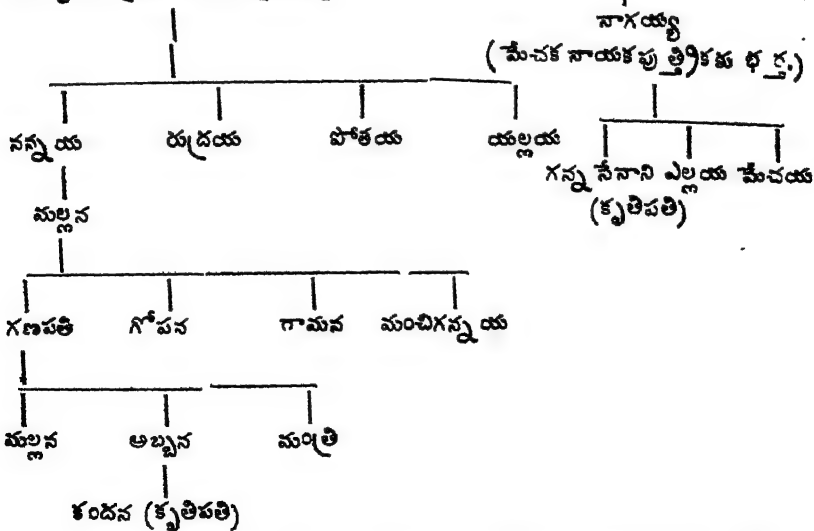 నాగయ్య
(మేచక నాయకపుత్త్రికకు భర్త.)
నన్నయ రుద్రయ పోతయ యల్లయ
గన్న సేనాని ఎల్లయ మేచయ
(కృతిపతి)
మల్లన
గణపతి గోపన గామన మంచిగన్నయ
మల్లన అబ్బన మంత్రి
కందన (కృతిపతి)